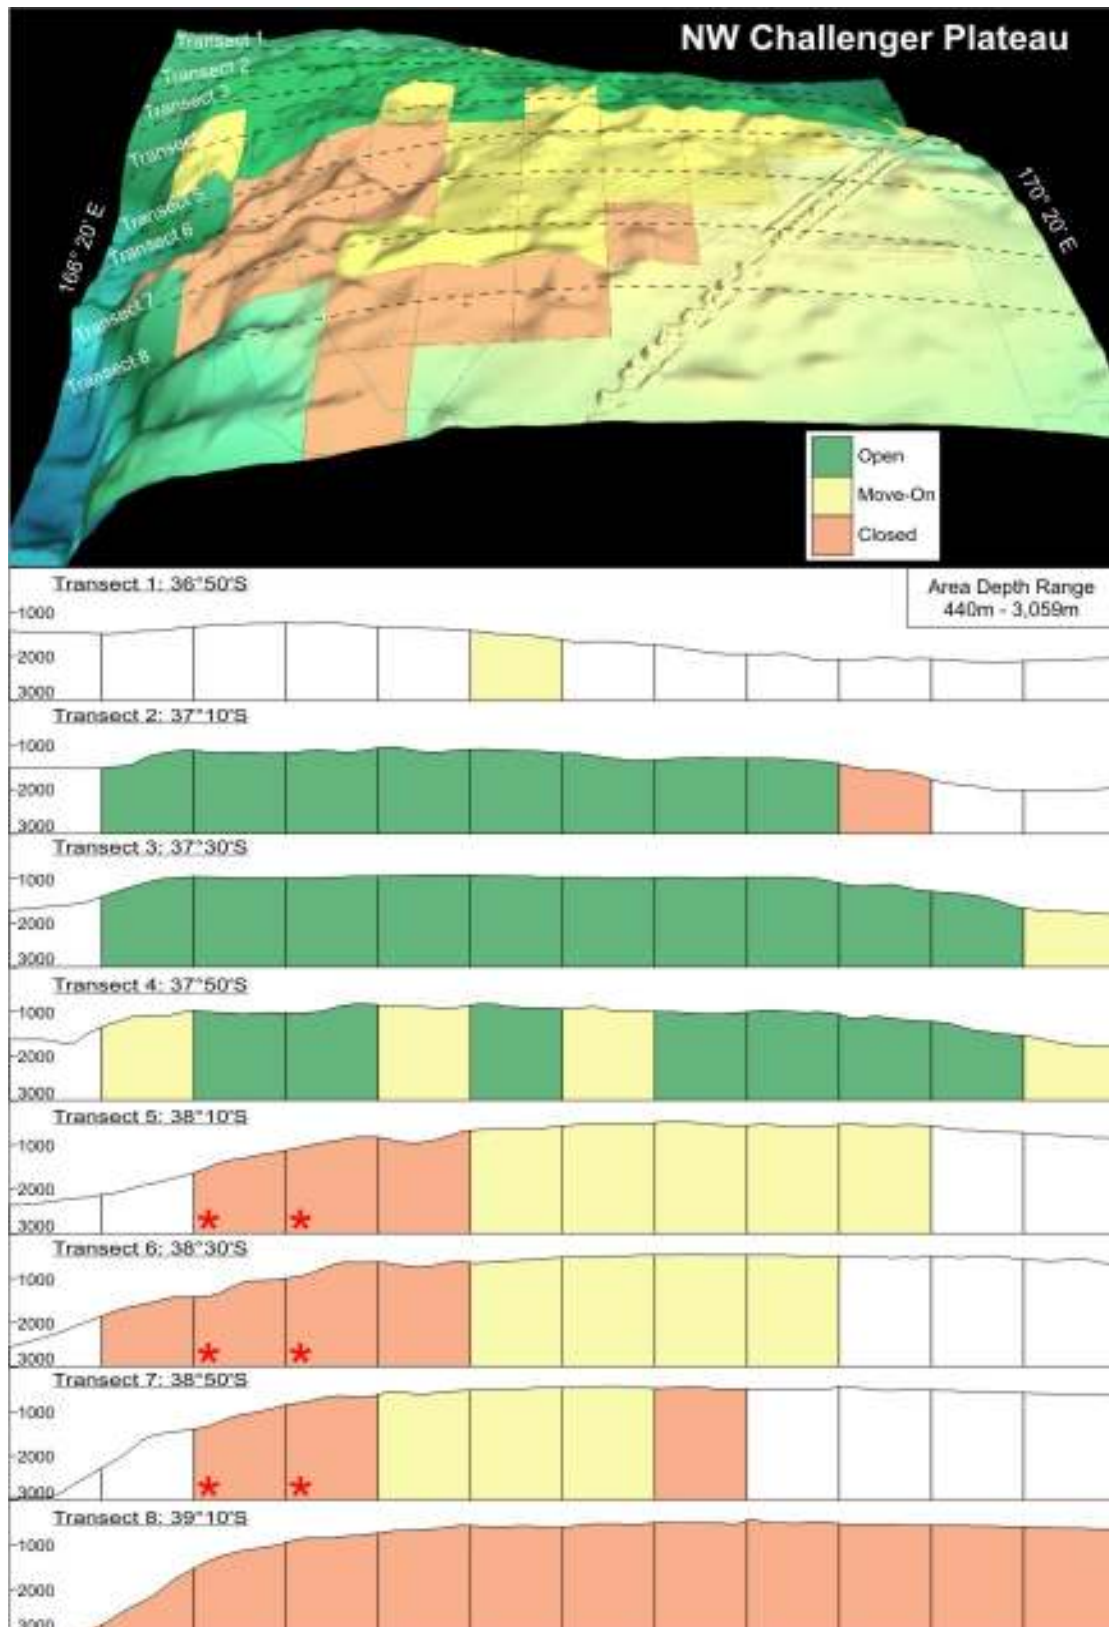 NW Challenger Plateau
Transect 1
Transect 2
Transect 3
Transect
Transect 5
Transect 6
Transect 7
Transect 8
166° 20' E
170° 20' E
Open
Move-On
Closed
Transect 1: 36°50'S
Area Depth Range
440m - 3,059m
1000
2000
3000
Transect 2: 37°10'S
1000
2000
3000
Transect 3: 37°30'S
1000
2000
3000
Transect 4: 37°50'S
1000
2000
3000
Transect 5: 38°10'S
1000
2000
3000
* *
Transect 6: 38°30'S
1000
2000
3000
* *
Transect 7: 38°50'S
1000
2000
3000
* *
Transect 8: 39°10'S
1000
2000
3000